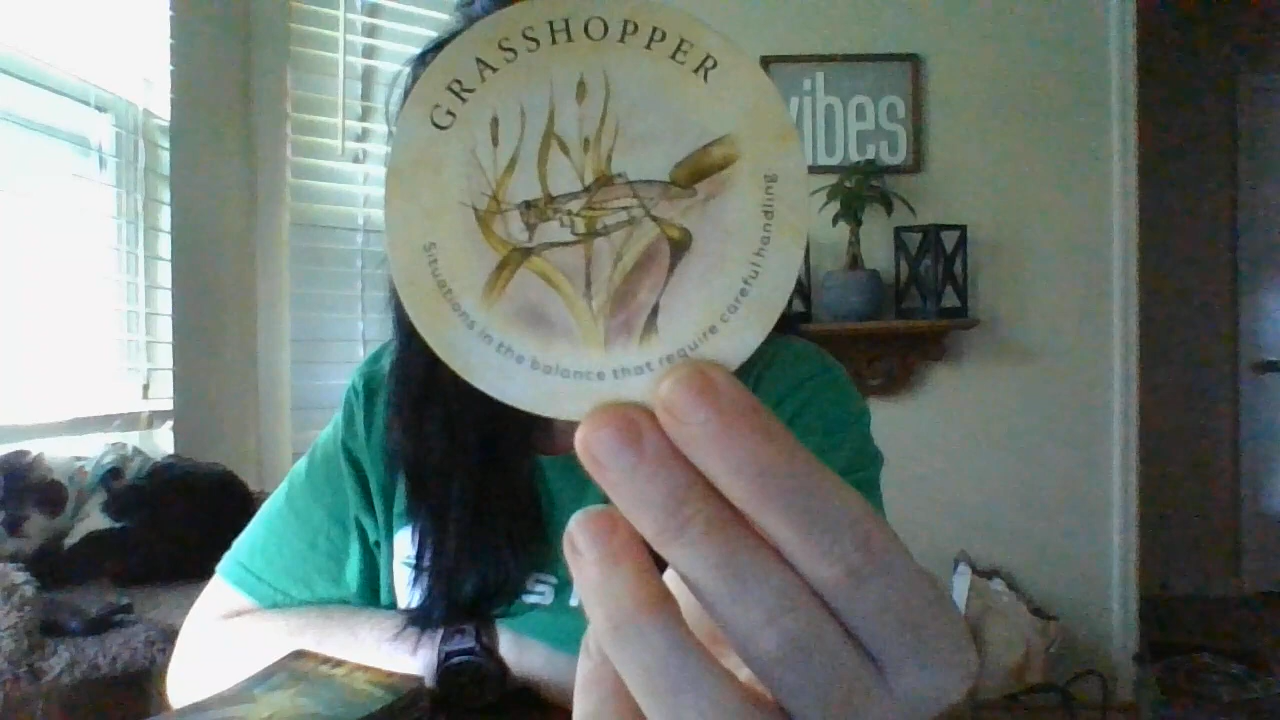 GRASSHOPPER
Situations in the balance that require careful handling
vibes
S